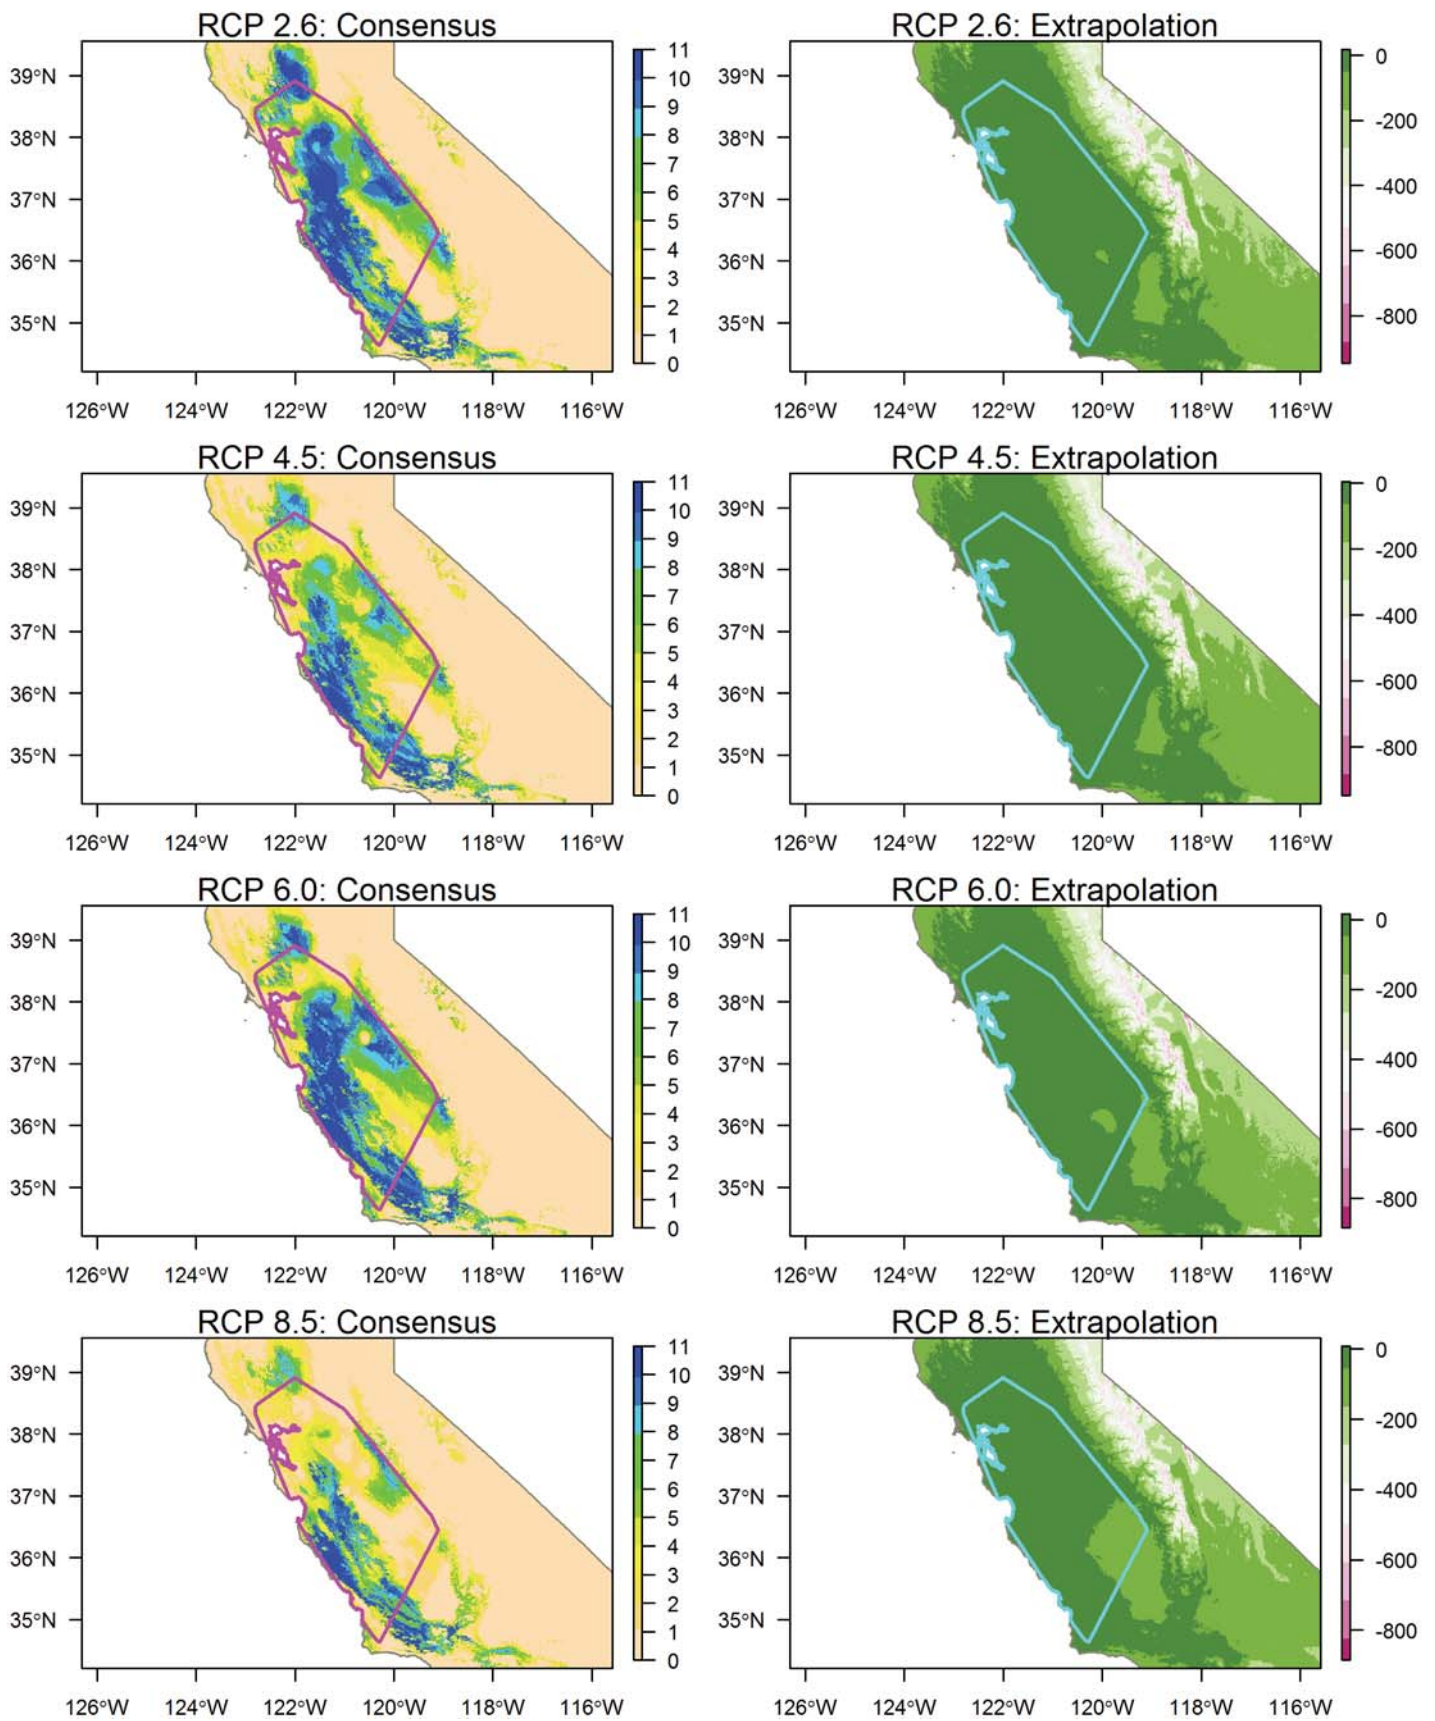 RCP 2.6: Consensus
39°N
38°N
37°N
36°N
35°N
11
10
9
8
7
6
5
4
3
2
1
0
126°W 124°W 122°W 120°W 118°W 116°W
RCP 2.6: Extrapolation
39°N
38°N
37°N
36°N
35°N
0
-200
-400
-600
-800
126°W 124°W 122°W 120°W 118°W 116°W
RCP 4.5: Consensus
39°N
38°N
37°N
36°N
35°N
11
10
9
8
7
6
5
4
3
2
1
0
126°W 124°W 122°W 120°W 118°W 116°W
RCP 4.5: Extrapolation
39°N
38°N
37°N
36°N
35°N
0
-200
-400
-600
-800
126°W 124°W 122°W 120°W 118°W 116°W
RCP 6.0: Consensus
39°N
38°N
37°N
36°N
35°N
11
10
9
8
7
6
5
4
3
2
1
0
126°W 124°W 122°W 120°W 118°W 116°W
RCP 6.0: Extrapolation
39°N
38°N
37°N
36°N
35°N
0
-200
-400
-600
-800
126°W 124°W 122°W 120°W 118°W 116°W
RCP 8.5: Consensus
39°N
38°N
37°N
36°N
35°N
11
10
9
8
7
6
5
4
3
2
1
0
126°W 124°W 122°W 120°W 118°W 116°W
RCP 8.5: Extrapolation
39°N
38°N
37°N
36°N
35°N
0
-200
-400
-600
-800
126°W 124°W 122°W 120°W 118°W 116°W